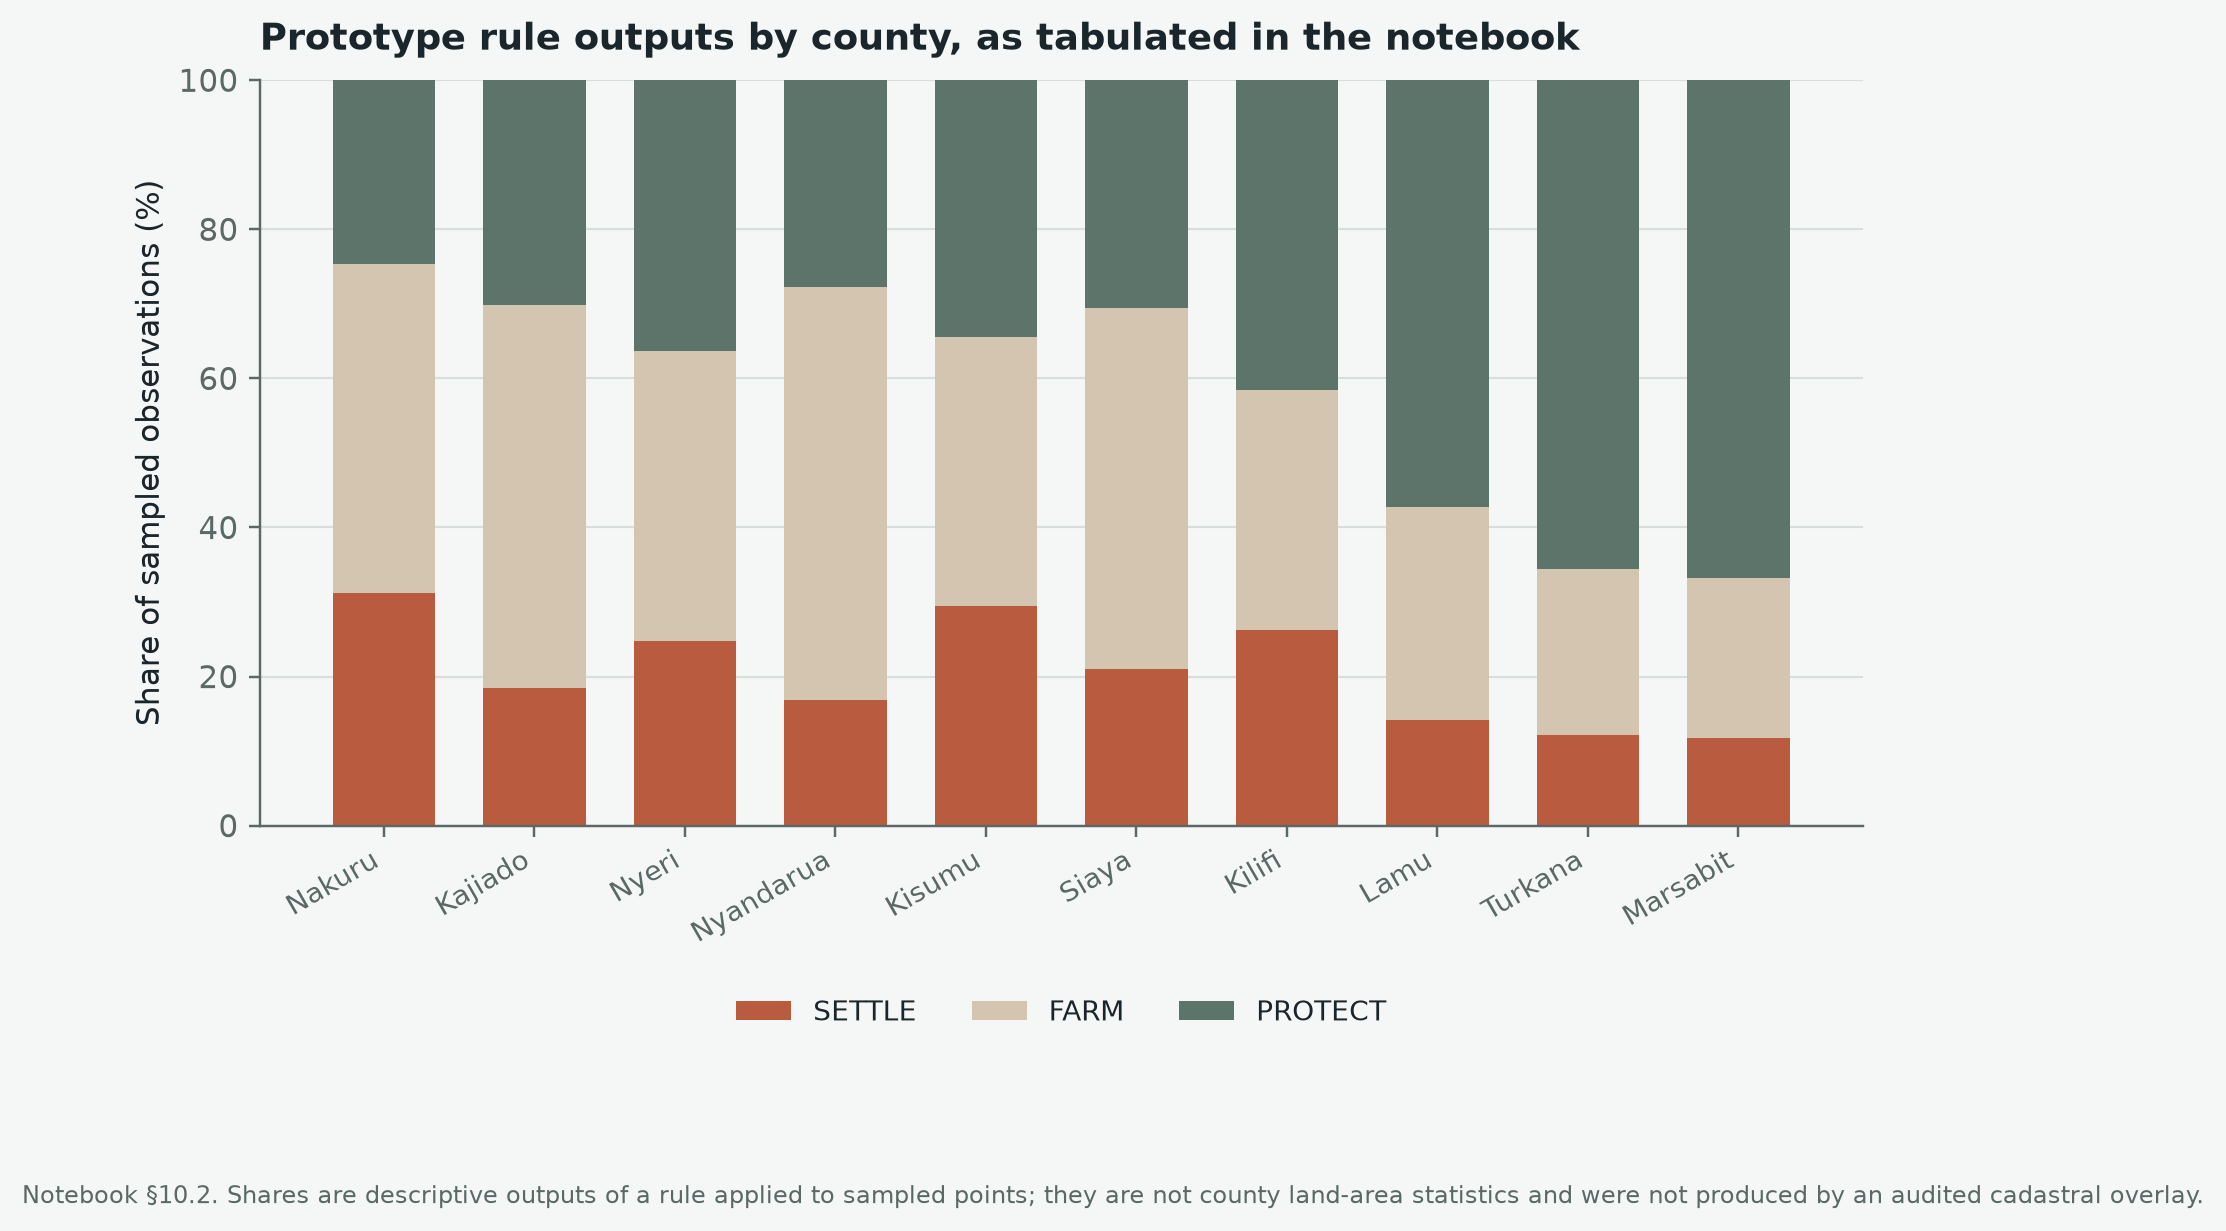 Prototype rule outputs by county, as tabulated in the notebook
Share of sampled observations (%)
100
80
60
40
20
0
Nakuru
Kajiado
Nyeri
Nyandarua
Kisumu
Siaya
Kilifi
Lamu
Turkana
Marsabit
SETTLE FARM PROTECT
Notebook §10.2. Shares are descriptive outputs of a rule applied to sampled points; they are not county land-area statistics and were not produced by an audited cadastral overlay.